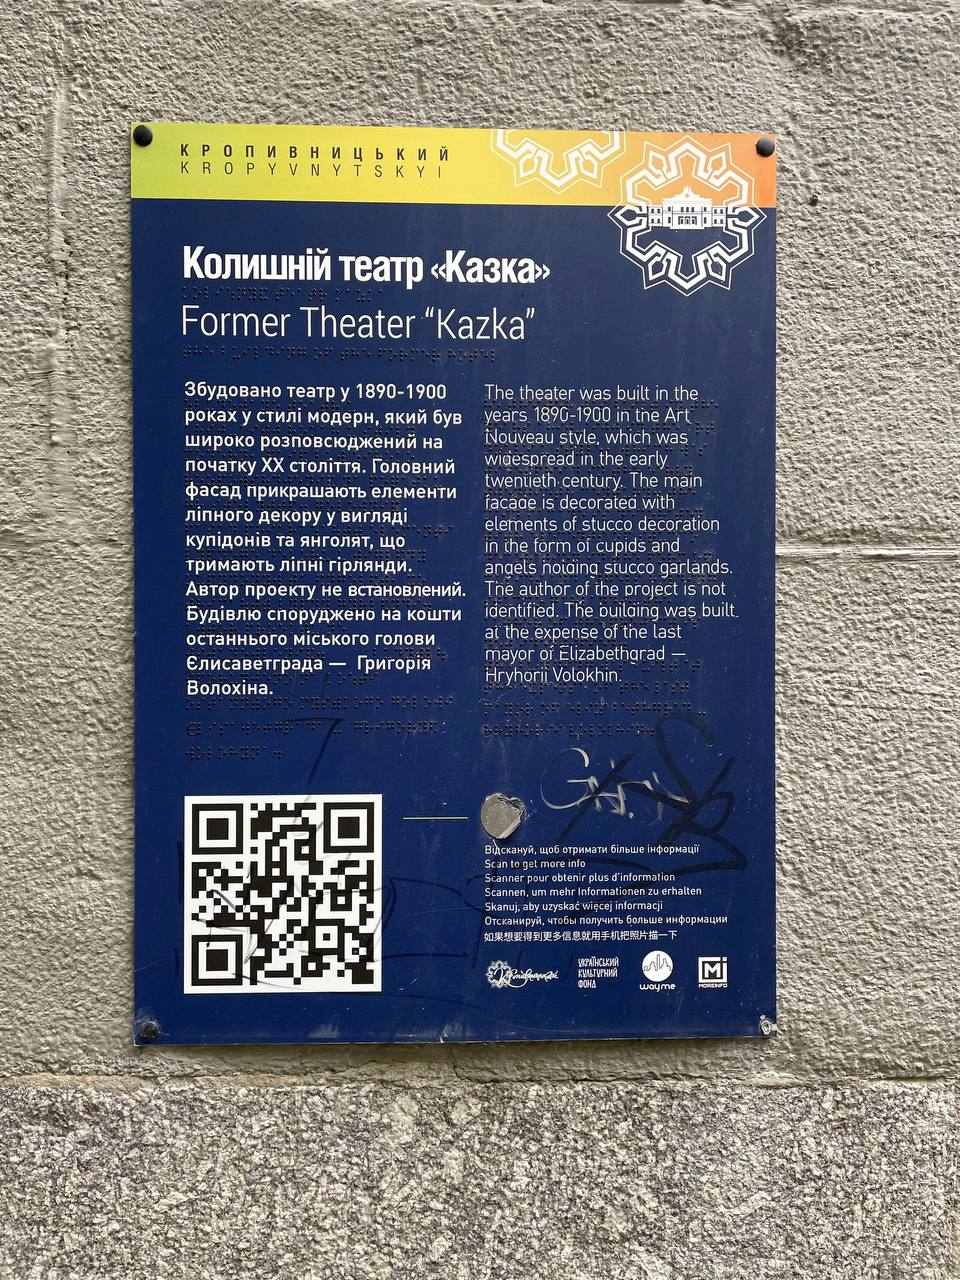 КРОПИВНИЦЬКИЙ
KROPYVNYTSKYI
Колишній театр «Казка»
Former Theater “Kazka”
Збудовано театр у 1890-1900
роках у стилі модерн, який був
широко розповсюджений на
початку XX століття. Головний
фасад прикрашають елементи
ліпного декору у вигляді
купідонів та янголят, що
тримають ліпні гірлянди.
Автор проекту не встановлений.
Будівлю споруджено на кошти
останнього міського голови
Єлисаветграда — Григорія
Волохіна.
The theater was built in the
years 1890-1900 in the Art
Nouveau style, which was
widespread in the early
twentieth century. The main
facade is decorated with
elements of stucco decoration
in the form of cupids and
angels holding stucco garlands.
The author of the project is not
identified. The building was built
at the expense of the last
mayor of Elizabethgrad —
Hryhorii Volokhin.
Відскануй, щоб отримати більше інформації
Scan to get more info
Scanner pour obtenir plus d'information
Scannen, um mehr Informationen zu erhalten
Skanuj, aby uzyskać więcej informacji
Отсканируй, чтобы получить больше информации
如果想要得到更多信息就用手机把照片描一下
УКРАЇНСЬКИЙ
КУЛЬТУРНИЙ
ФОНД
wayme
Mi
MOREINFO